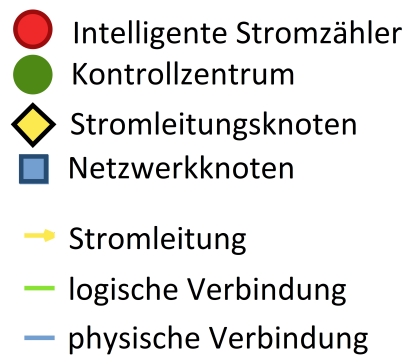 Intelligente Stromzähler
Kontrollzentrum
Stromleitungsknoten
Netzwerkknoten
Stromleitung
logische Verbindung
physische Verbindung